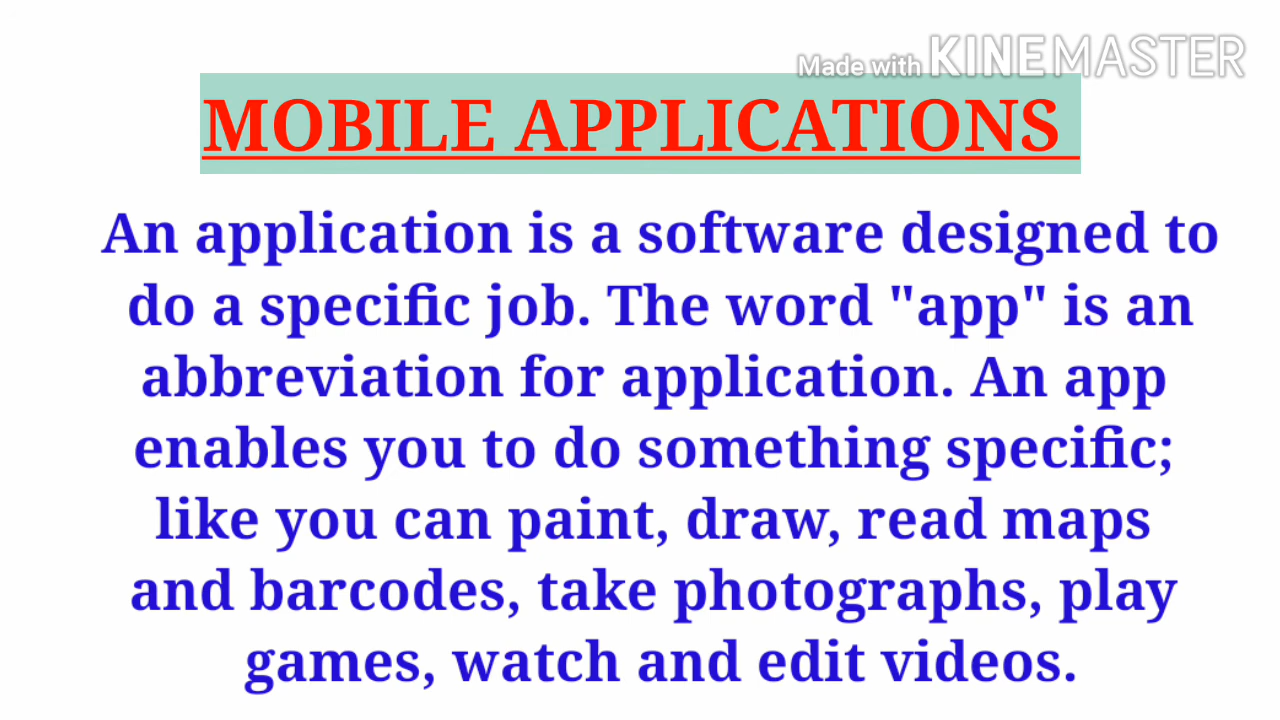 Made with KINEMASTER
MOBILE APPLICATIONS
An application is a software designed to
do a specific job. The word "app" is an
abbreviation for application. An app
enables you to do something specific;
like you can paint, draw, read maps
and barcodes, take photographs, play
games, watch and edit videos.